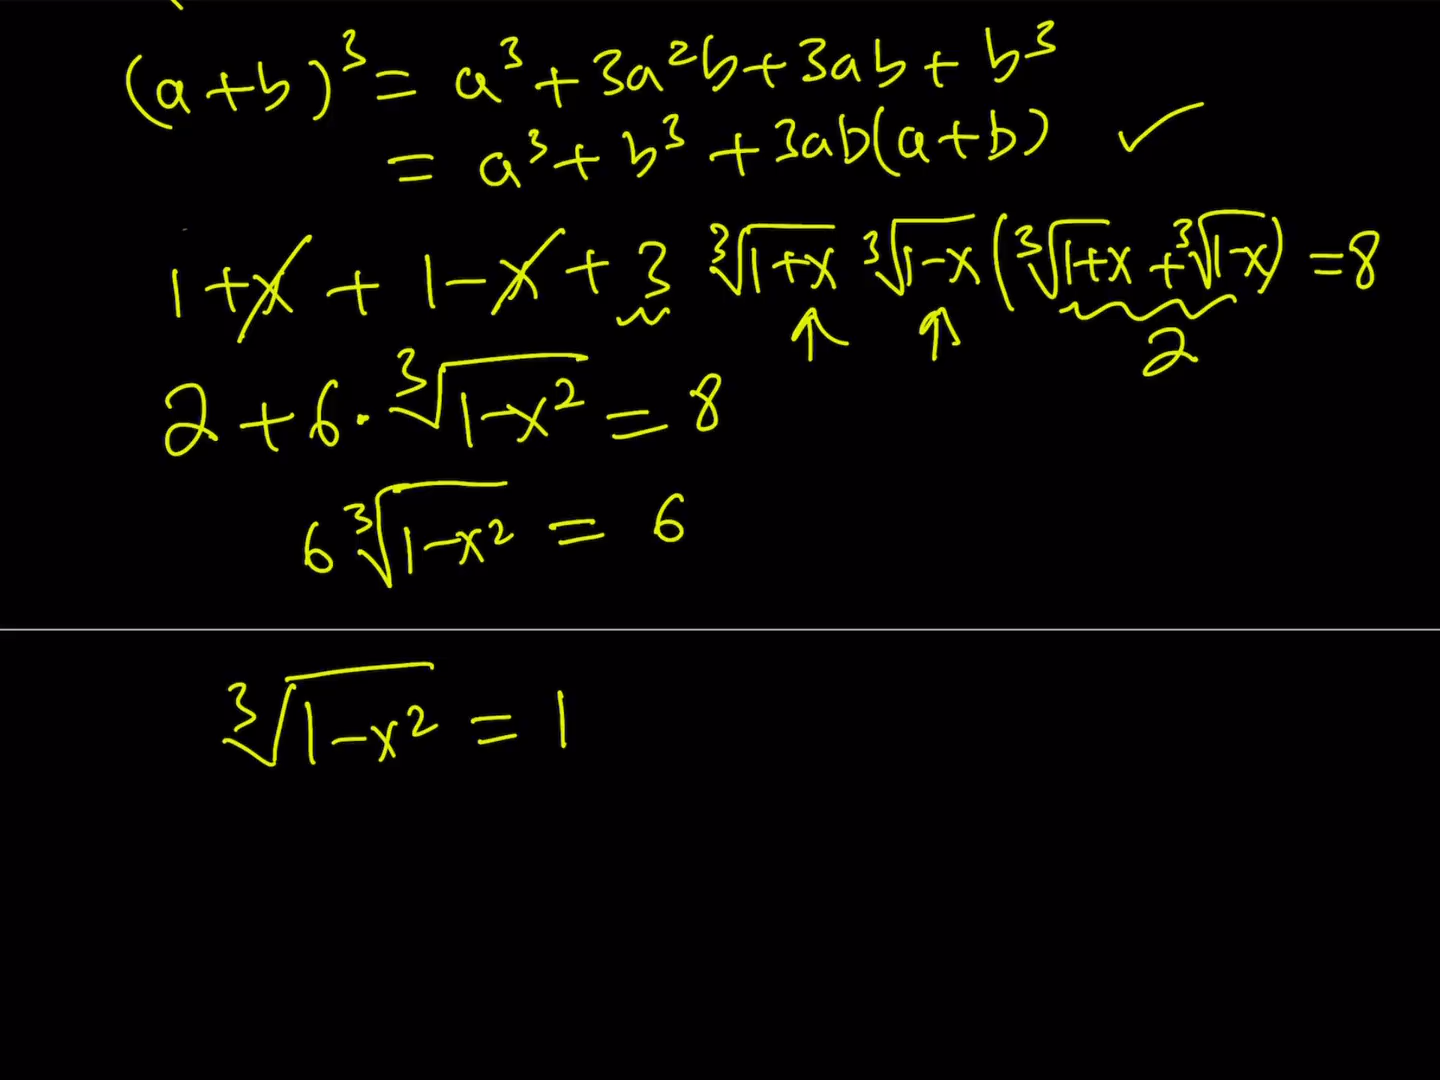 (a+b)³ = a³ + 3a²b + 3ab + b³
= a³ + b³ + 3ab(a+b) ✓
1+x + 1-x + 3 ∛(1+x) ∛(1-x) (∛(1+x) + ∛(1-x)) = 8
↑ ↑ 2
2 + 6 · ∛(1-x²) = 8
6 ∛(1-x²) = 6
∛(1-x²) = 1